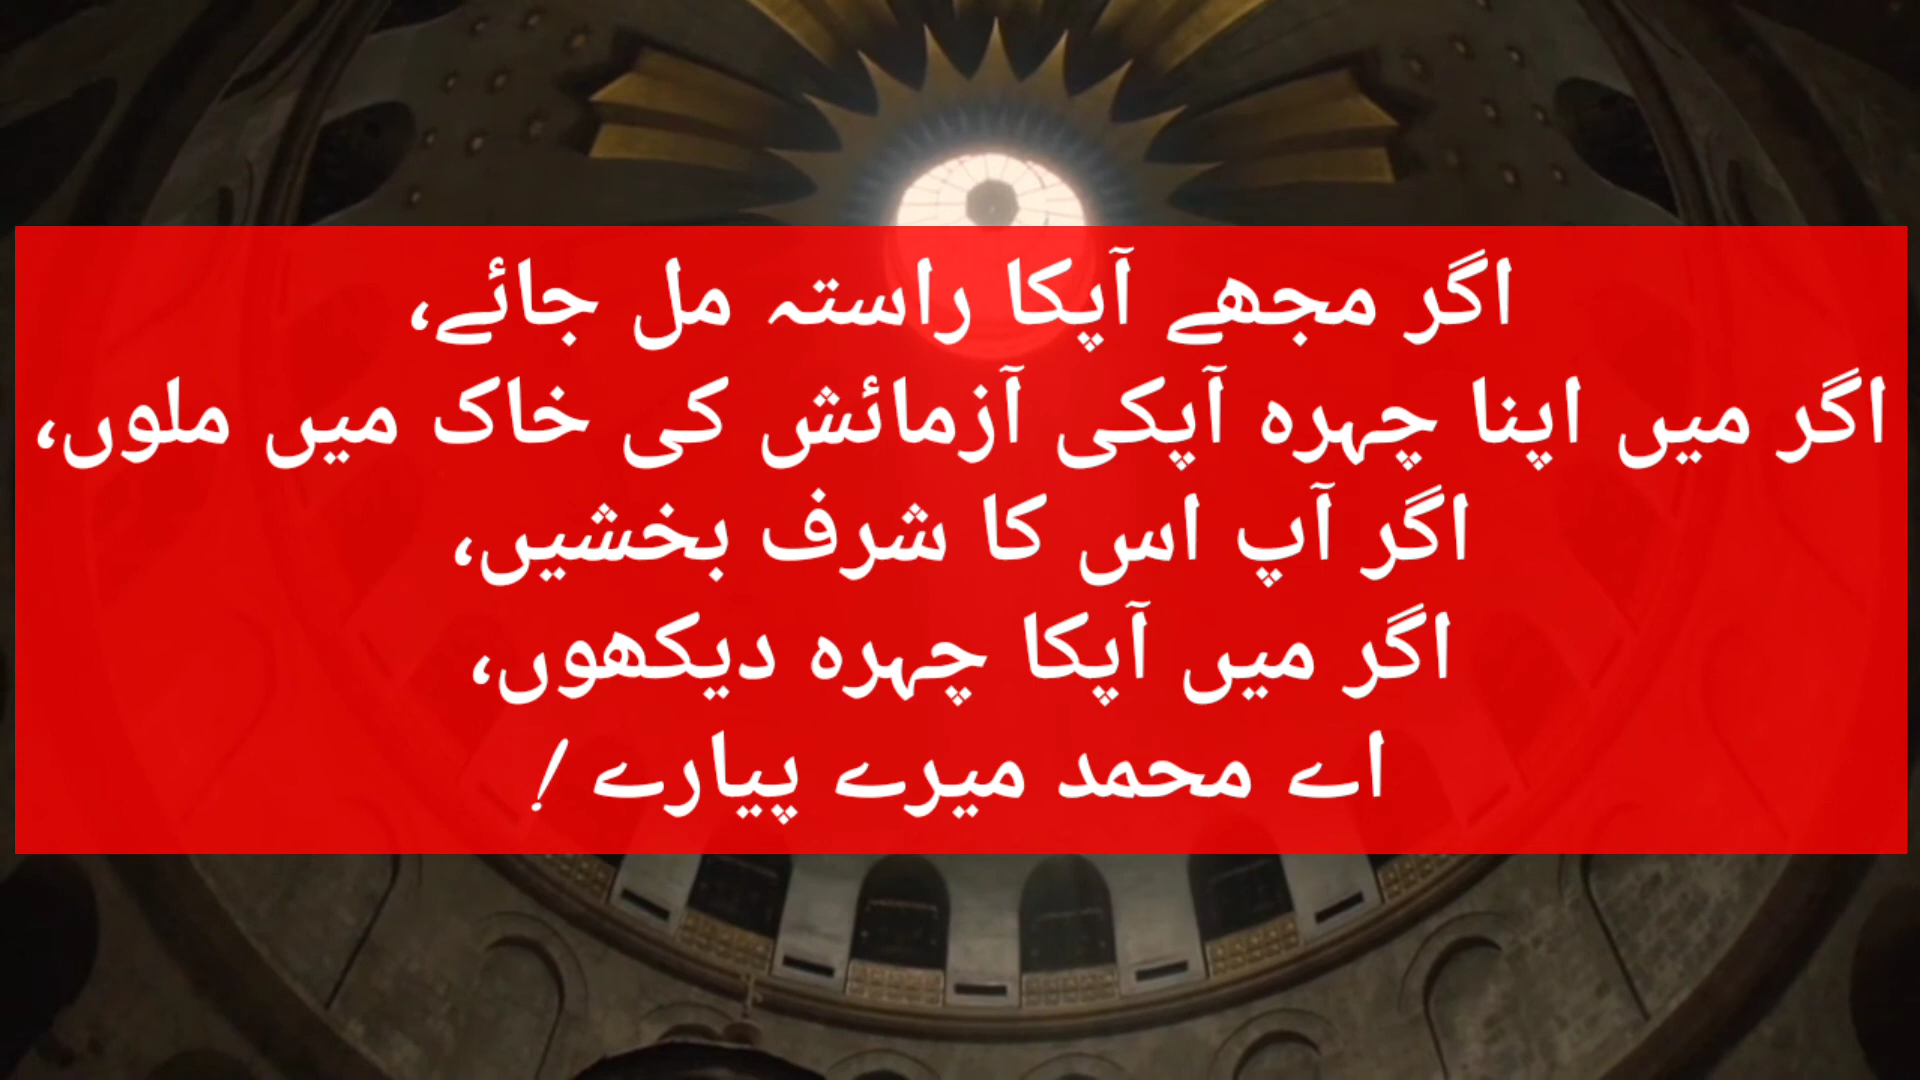 اگر مجھے آپکا راستہ مل جائے،
اگر میں اپنا چہرہ آپکی آزمائش کی خاک میں ملوں،
اگر آپ اس کا شرف بخشیں،
اگر میں آپکا چہرہ دیکھوں،
اے محمد میرے پیارے !